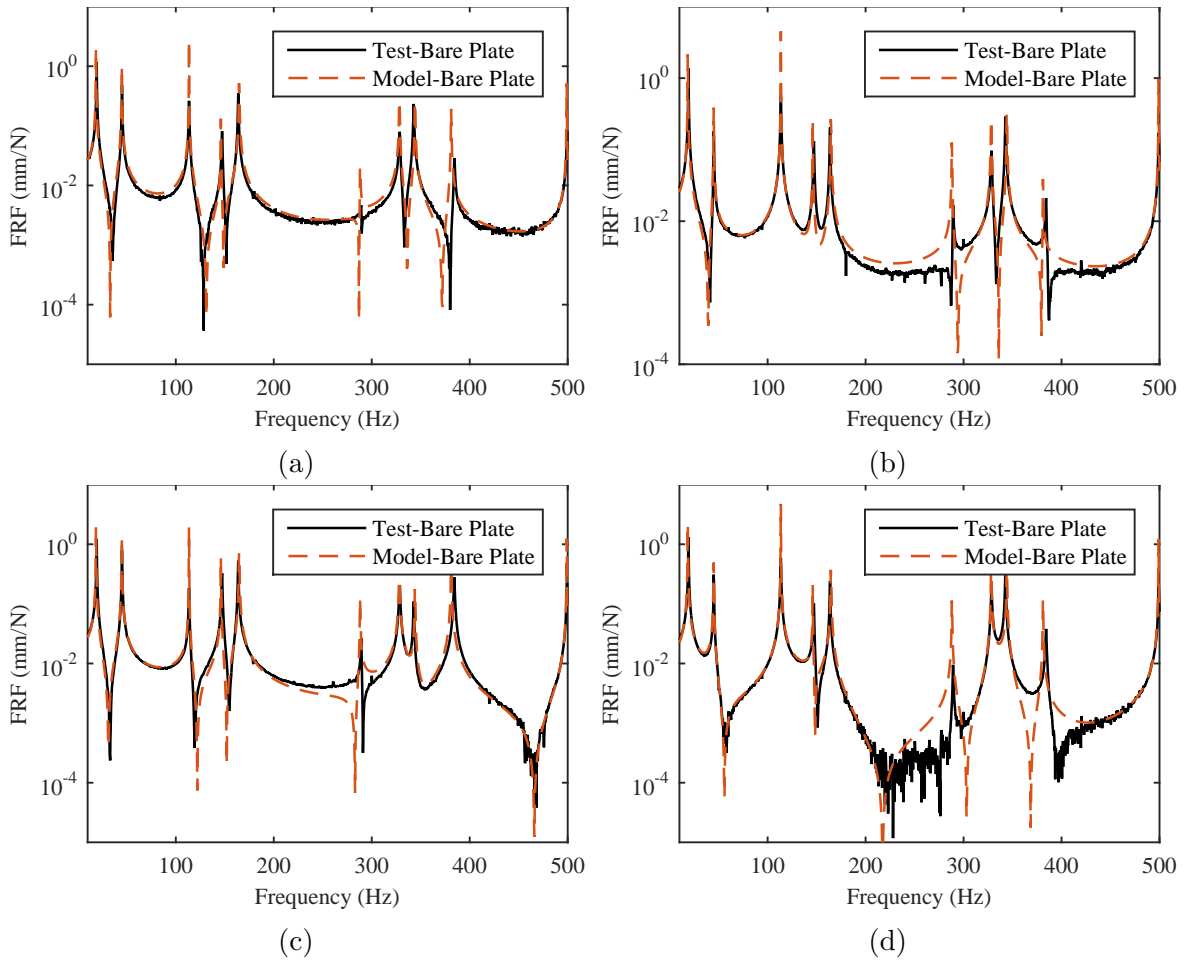 10^0
10^-2
10^-4
FRF (mm/N)
Test-Bare Plate
Model-Bare Plate
100 200 300 400 500
Frequency (Hz)
(a)
10^0
10^-2
10^-4
FRF (mm/N)
Test-Bare Plate
Model-Bare Plate
100 200 300 400 500
Frequency (Hz)
(b)
10^0
10^-2
10^-4
FRF (mm/N)
Test-Bare Plate
Model-Bare Plate
100 200 300 400 500
Frequency (Hz)
(c)
10^0
10^-2
10^-4
FRF (mm/N)
Test-Bare Plate
Model-Bare Plate
100 200 300 400 500
Frequency (Hz)
(d)